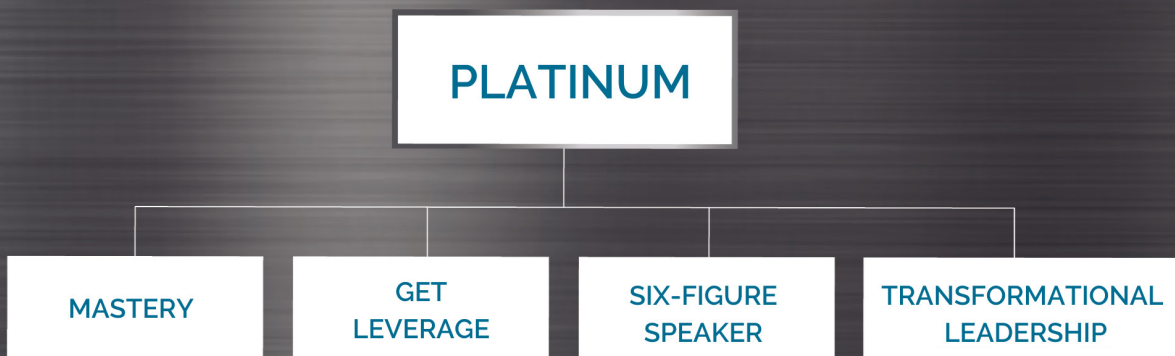 PLATINUM
MASTERY
GET
LEVERAGE
SIX-FIGURE
SPEAKER
TRANSFORMATIONAL
LEADERSHIP